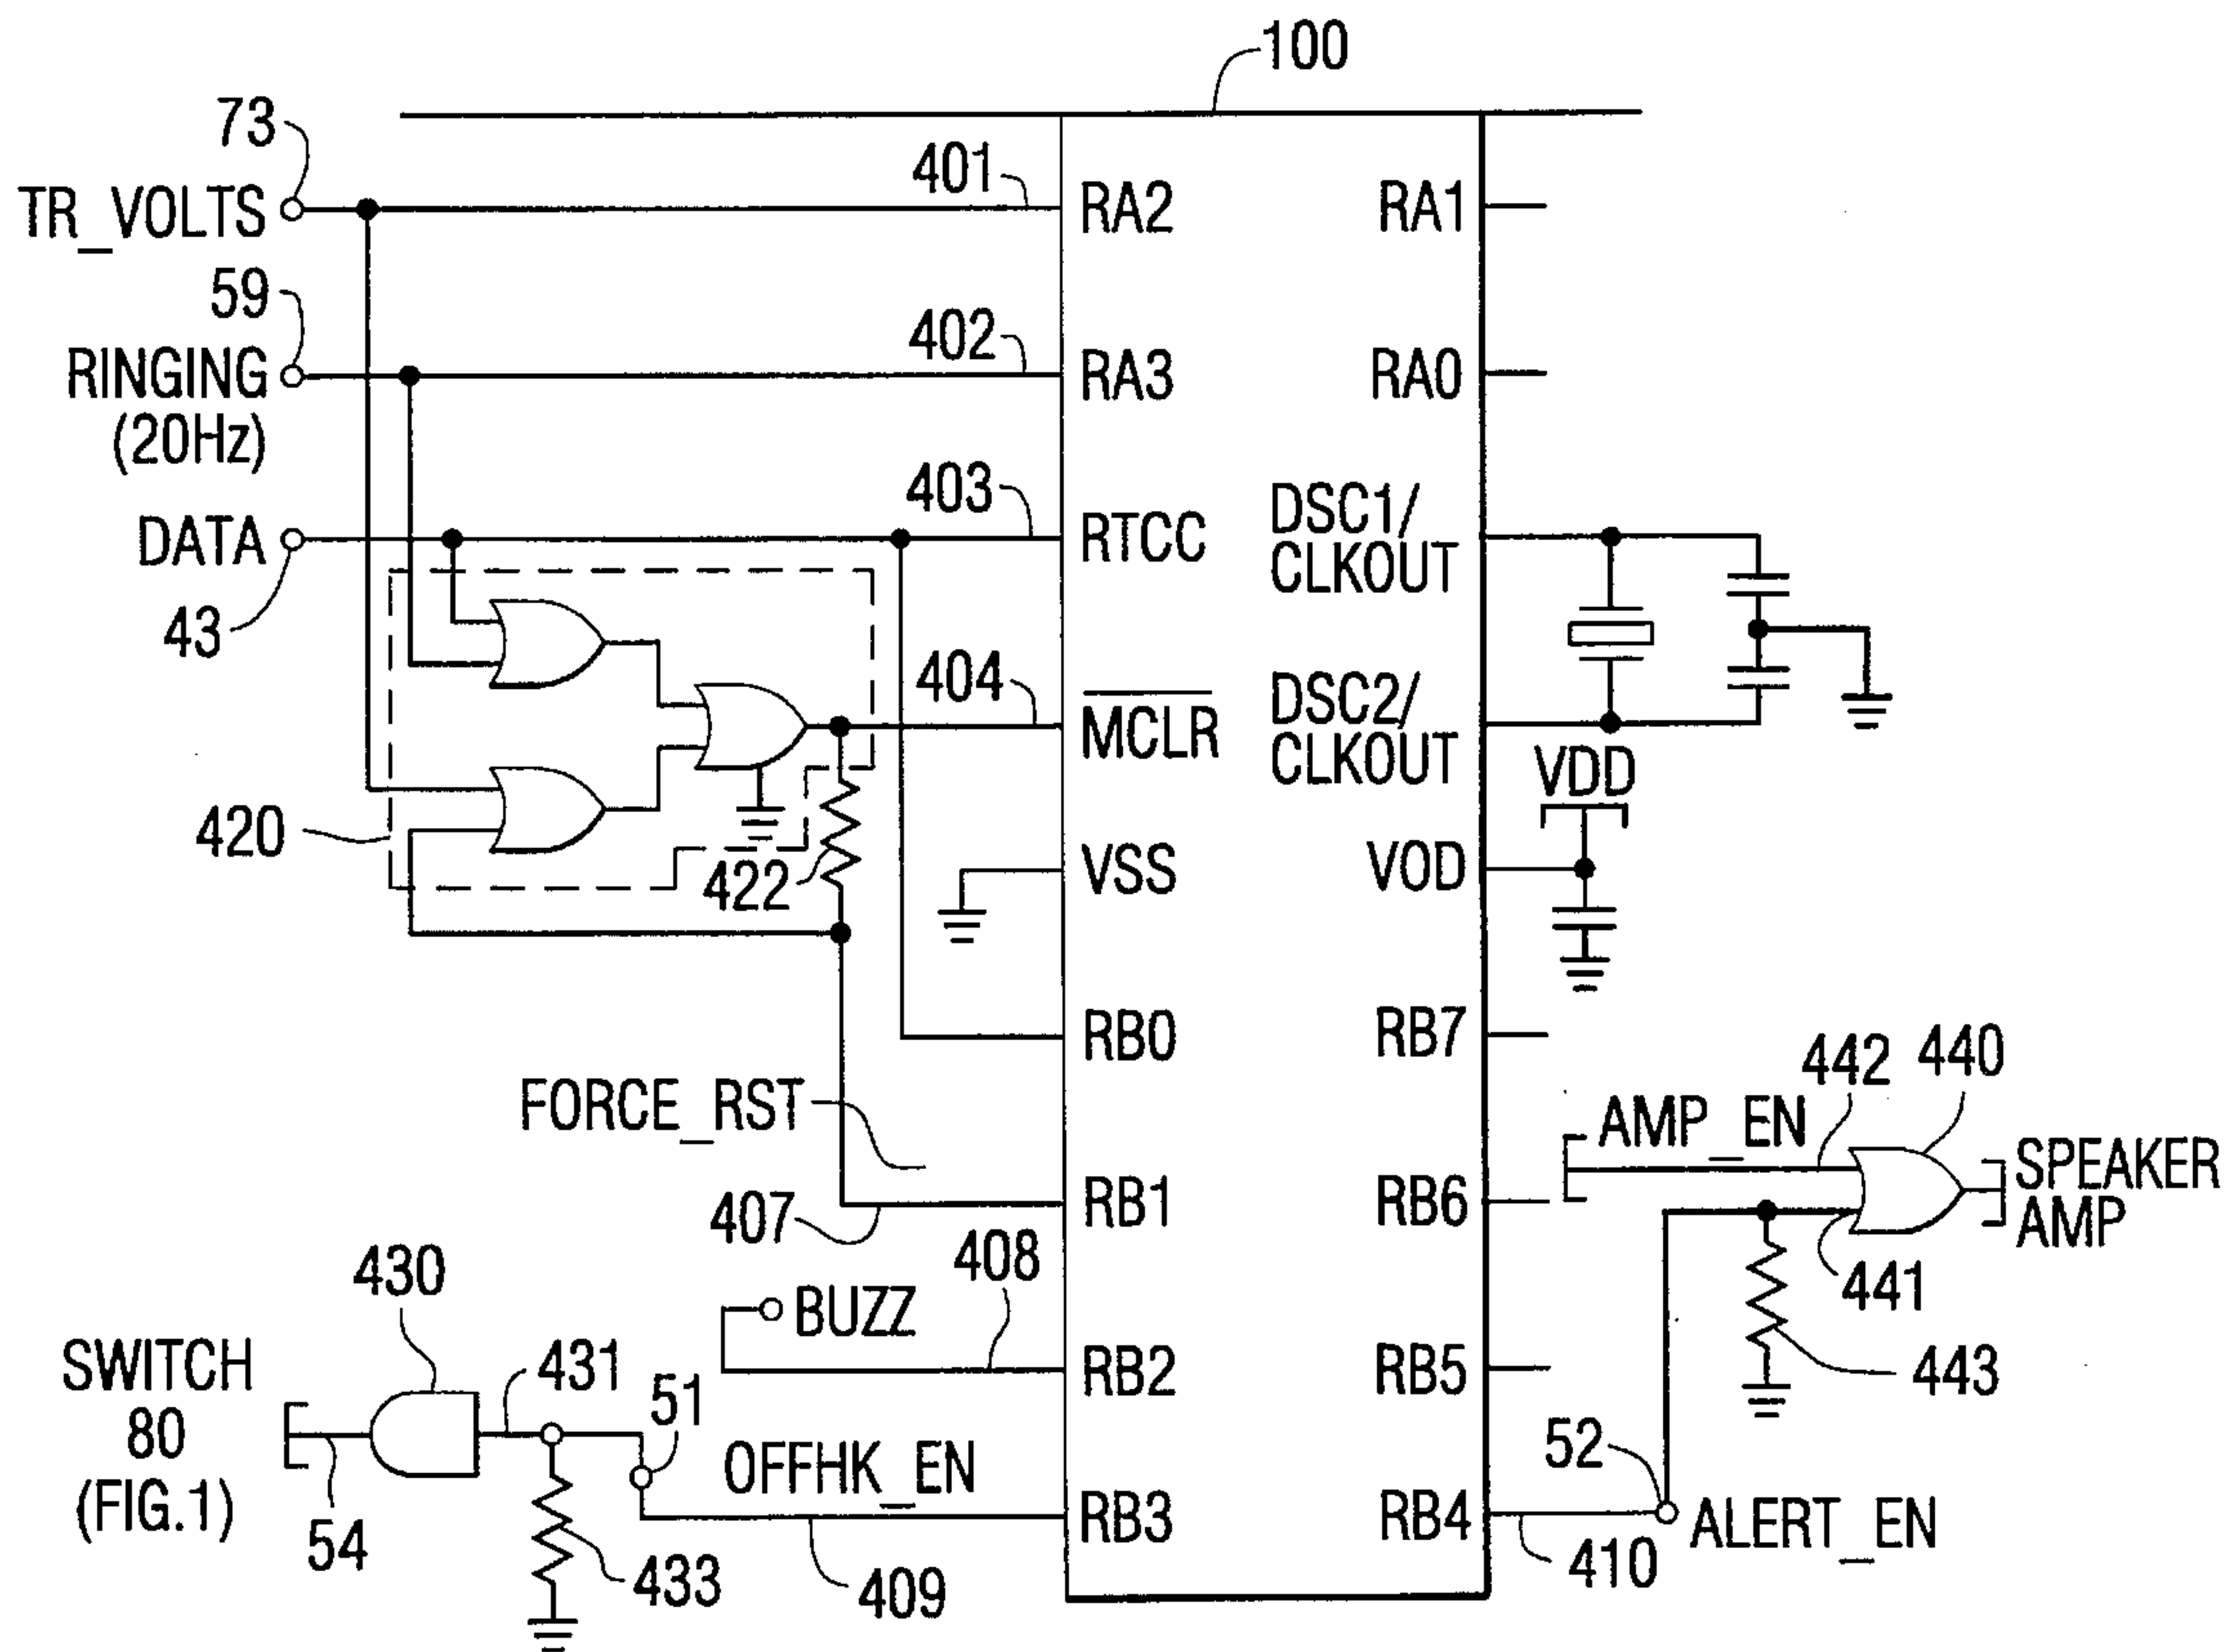 100
73
401
TR_VOLTS
RA2
RA1
59
402
RINGING
(20Hz)
RA3
RA0
403
DATA
RTCC
DSC1/
CLKOUT
43
404
MCLR
DSC2/
CLKOUT
VDD
420
422
VSS
VOD
RB0
RB7
442
440
FORCE_RST
AMP_EN
SPEAKER
AMP
407
RB1
RB6
441
408
430
BUZZ
443
SWITCH
80
(FIG.1)
431
51
RB2
RB5
54
OFFHK_EN
52
433
409
RB3
RB4
410
ALERT_EN